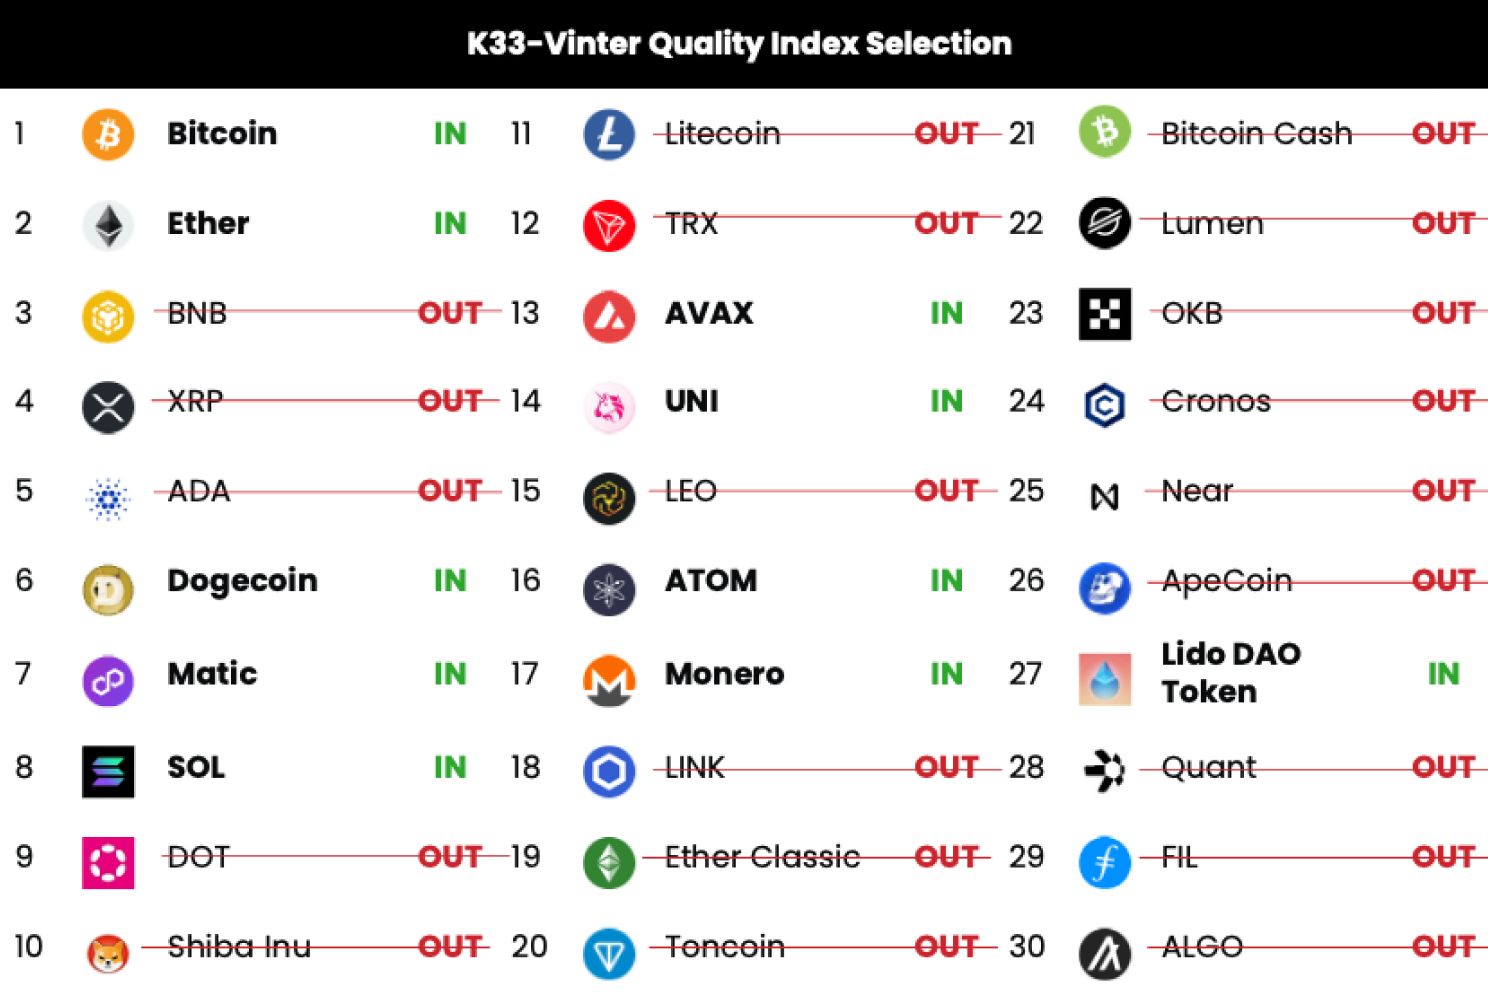 K33-Vinter Quality Index Selection
1 Bitcoin IN 11 Litecoin OUT 21 Bitcoin Cash OUT
2 Ether IN 12 TRX OUT 22 Lumen OUT
3 BNB OUT 13 AVAX IN 23 OKB OUT
4 XRP OUT 14 UNI IN 24 Cronos OUT
5 ADA OUT 15 LEO OUT 25 Near OUT
6 Dogecoin IN 16 ATOM IN 26 ApeCoin OUT
7 Matic IN 17 Monero IN 27 Lido DAO
Token IN
8 SOL IN 18 LINK OUT 28 Quant OUT
9 DOT OUT 19 Ether Classic OUT 29 FIL OUT
10 Shiba Inu OUT 20 Toncoin OUT 30 ALGO OUT